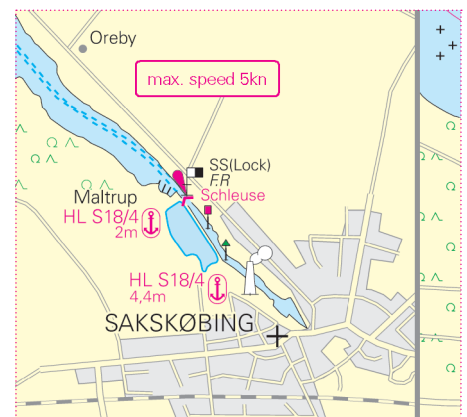 Oreby
max. speed 5kn
SS(Lock)
F.R
Schleuse
Maltrup
HL S18/4
2m
HL S18/4
4,4m
SAKSKØBING